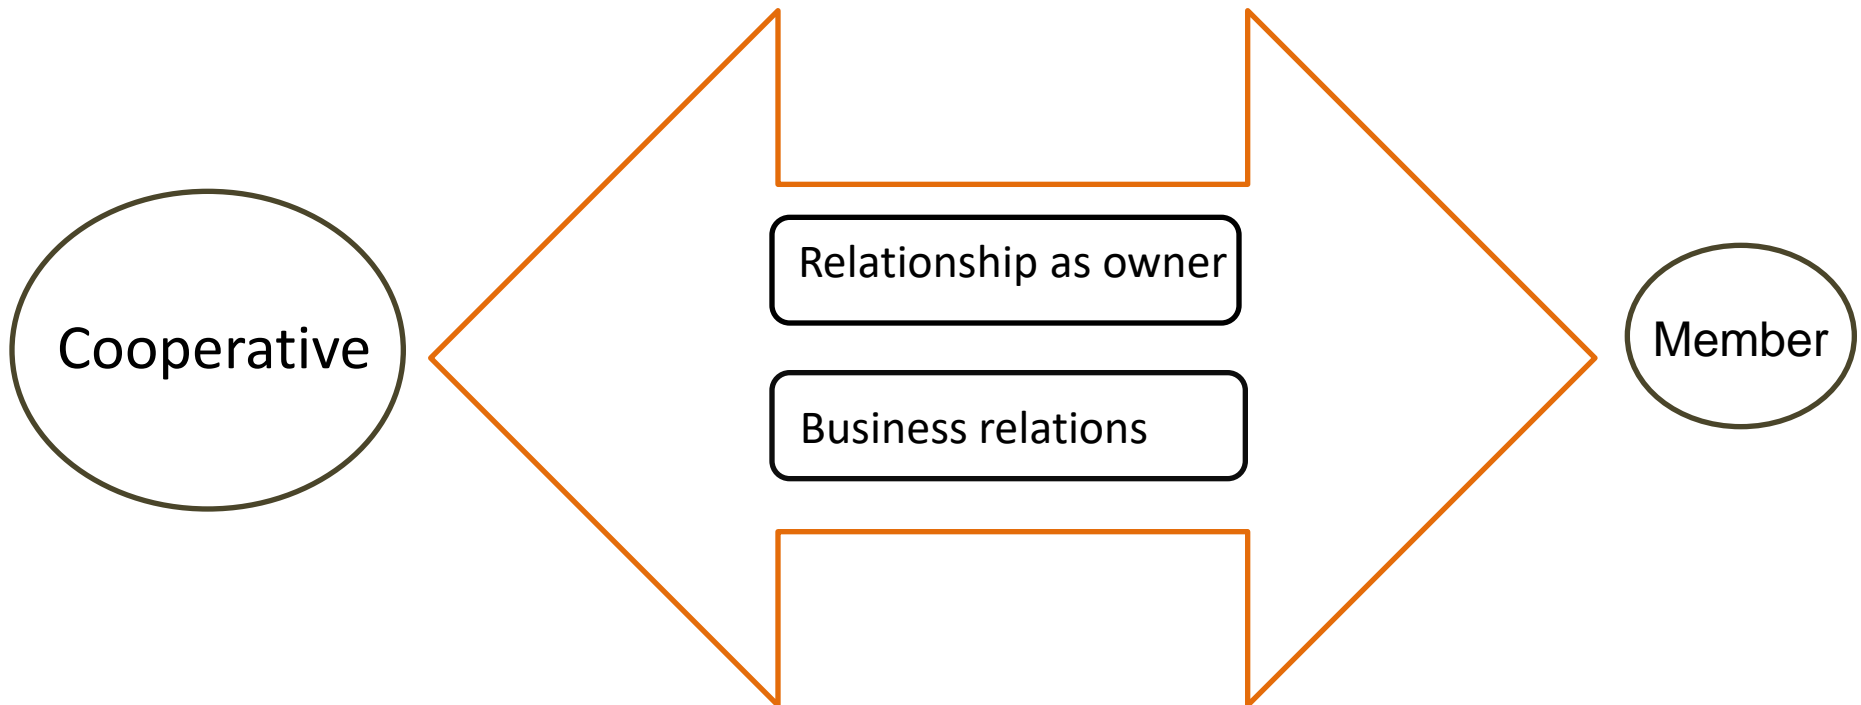 Cooperative
Relationship as owner
Business relations
Member